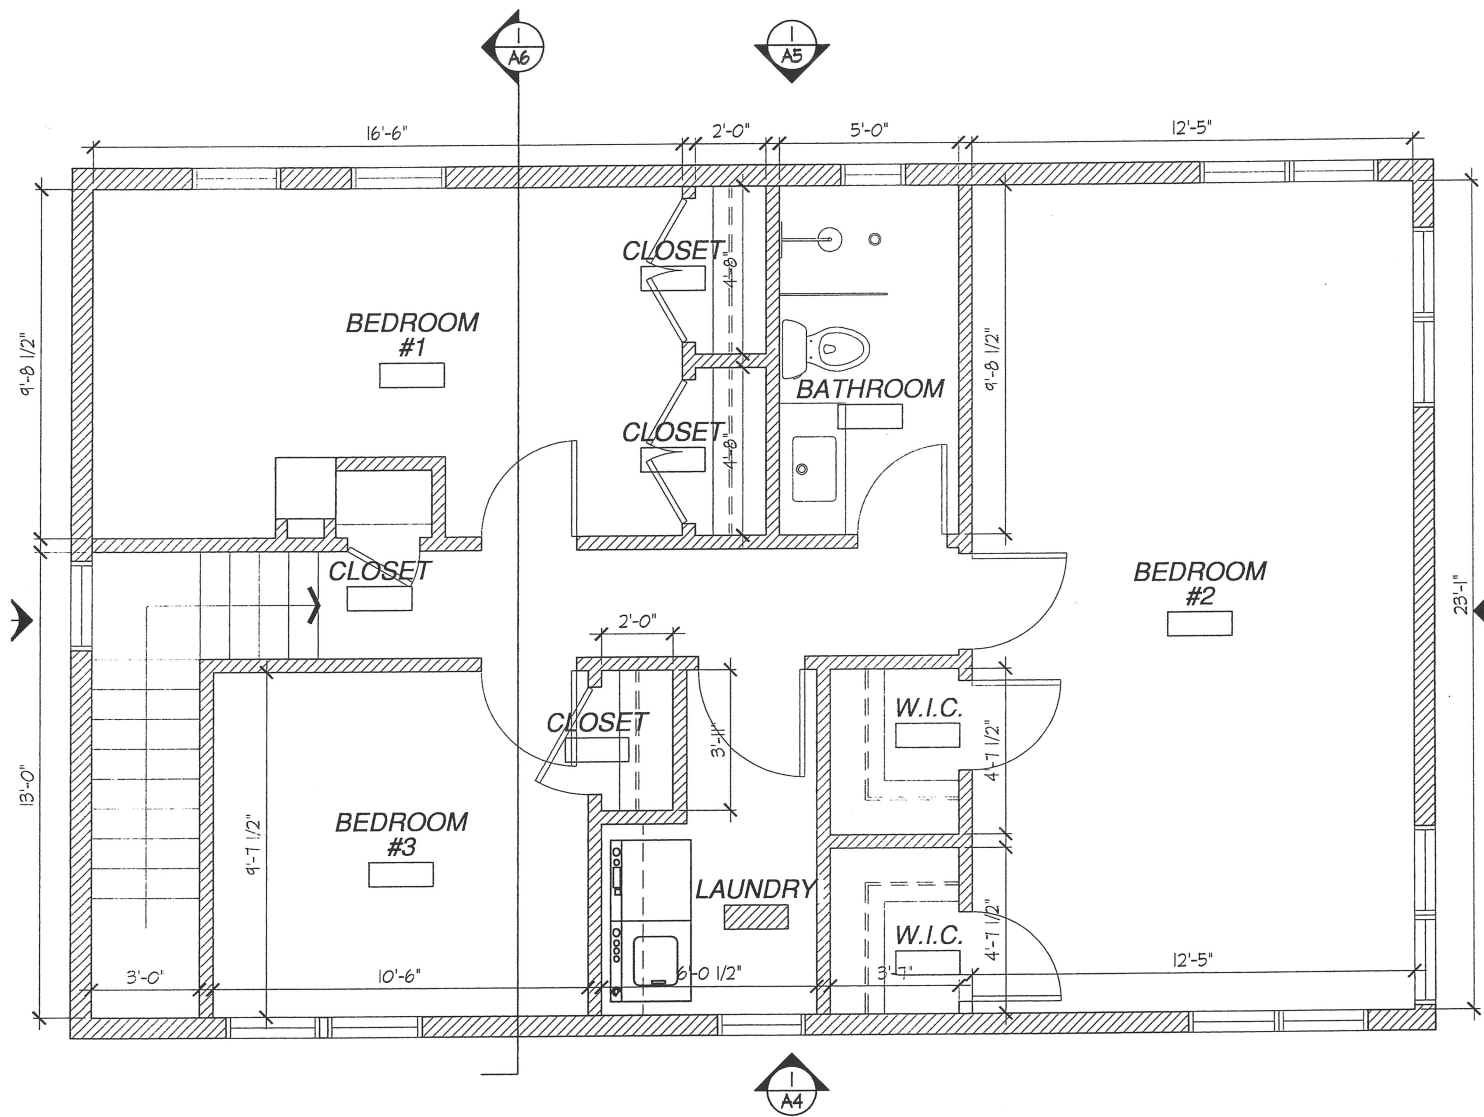 1
A6
1
A5
16'-6"
2'-0"
5'-0"
12'-5"
CLOSET
4'-8"
BEDROOM
#1
9'-8 1/2"
9'-8 1/2"
BATHROOM
CLOSET
4'-8"
CLOSET
BEDROOM
#2
23'-1"
2'-0"
W.I.C.
CLOSET
3'-11"
4'-7 1/2"
13'-0"
BEDROOM
#3
9'-7 1/2"
LAUNDRY
W.I.C.
4'-7 1/2"
3'-0"
10'-6"
6'-0 1/2"
3'-7"
12'-5"
1
A4